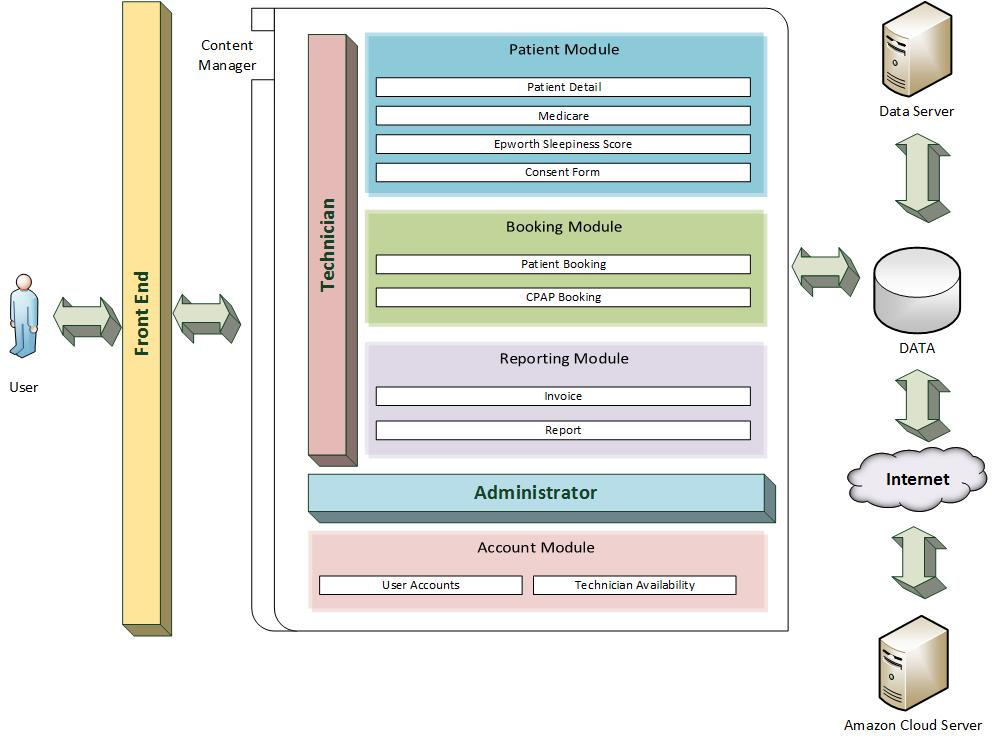 Content
Manager
Patient Module
Patient Detail
Medicare
Epworth Sleepiness Score
Consent Form
Technician
Booking Module
Patient Booking
CPAP Booking
Reporting Module
Invoice
Report
Administrator
Account Module
User Accounts
Technician Availability
Front End
User
Data Server
DATA
Internet
Amazon Cloud Server